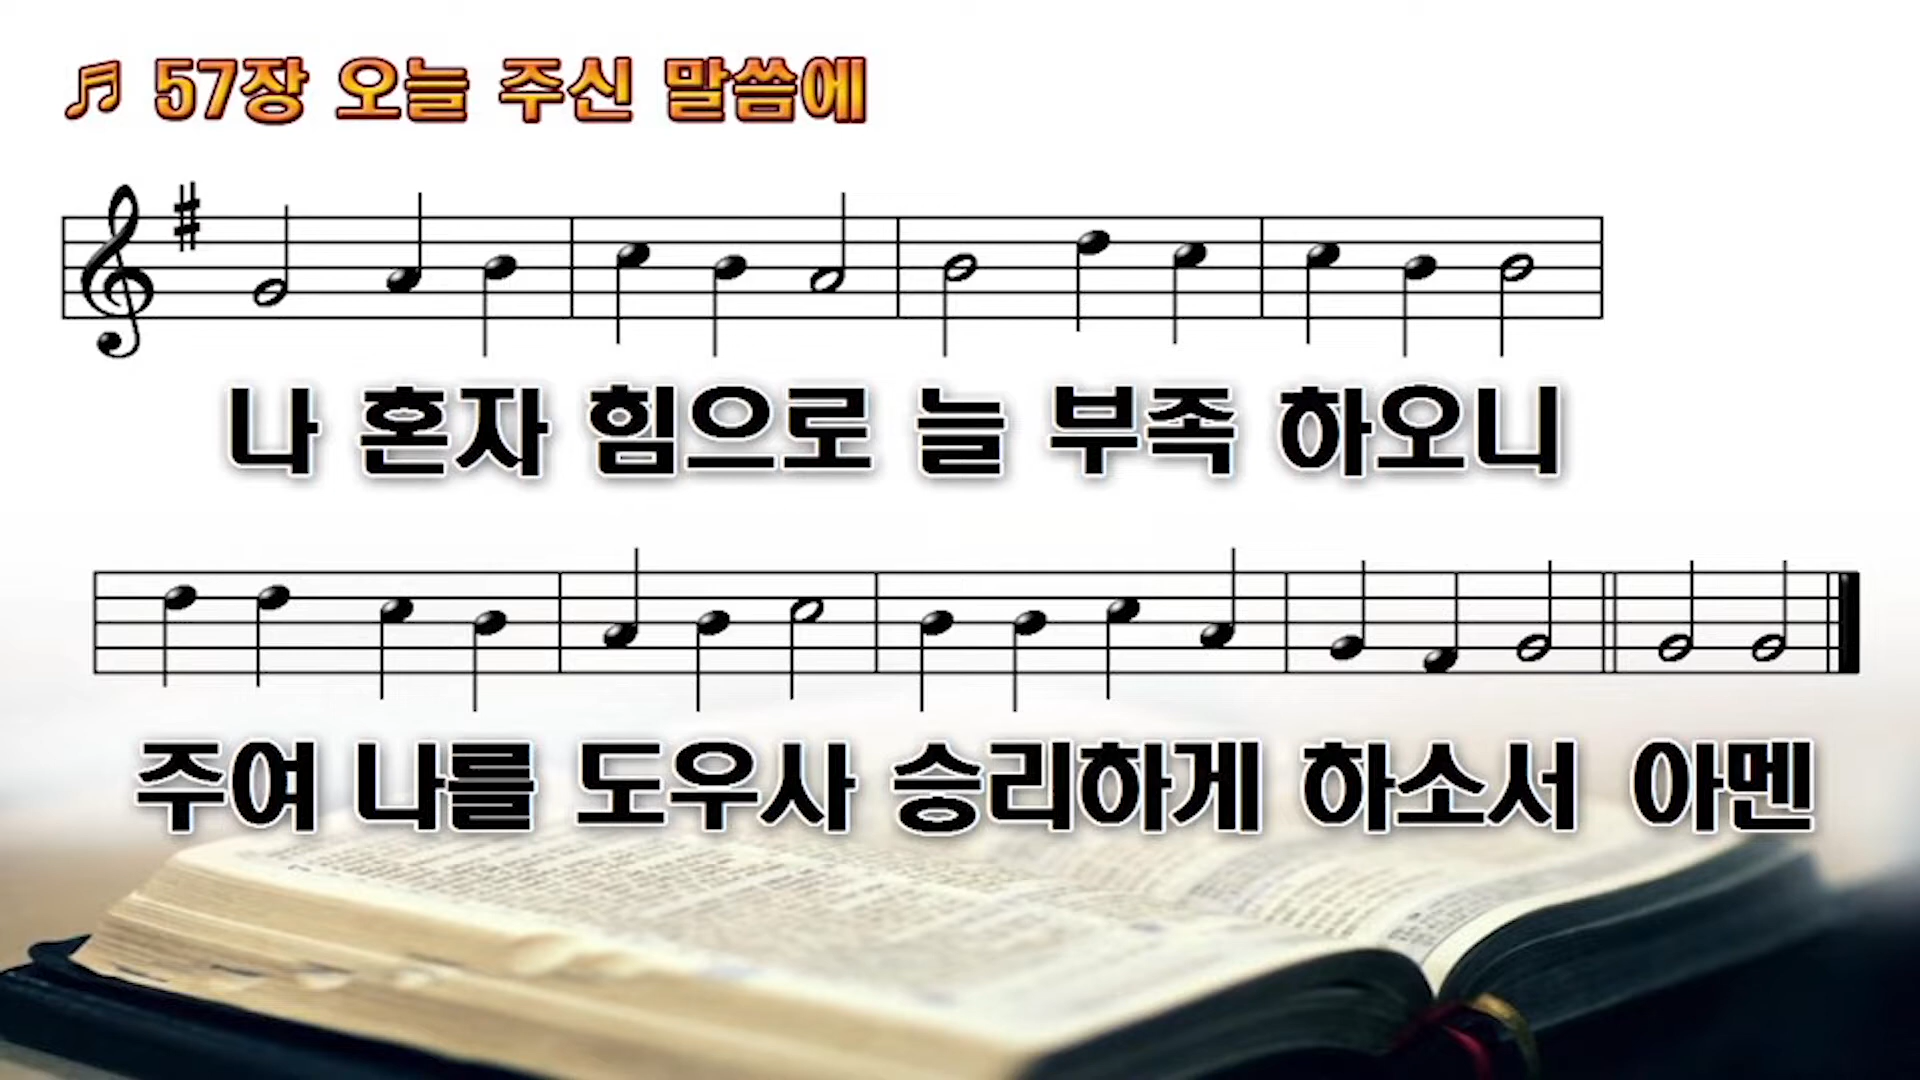 57장 오늘 주신 말씀에
나 혼자 힘으로 늘 부족 하오니
주여 나를 도우사 승리하게 하소서 아멘